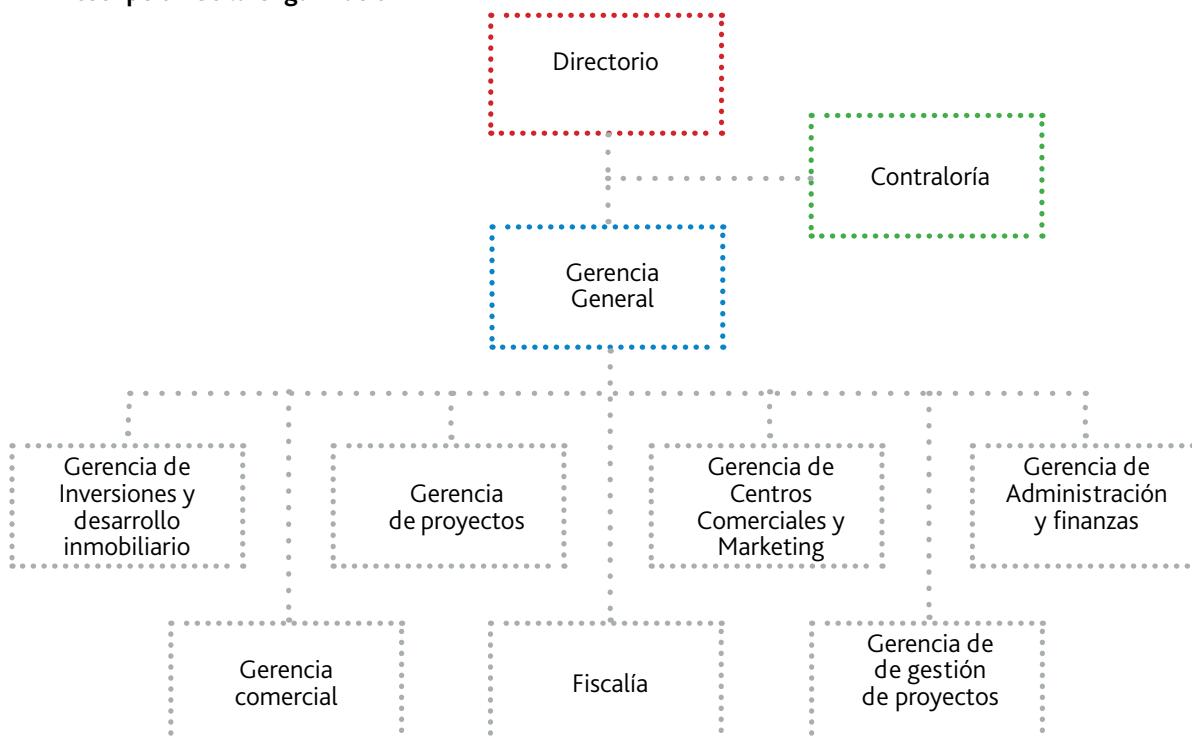 Directorio
Contraloría
Gerencia
General
Gerencia de
Inversiones y
desarrollo
inmobiliario
Gerencia
de proyectos
Gerencia de
Centros
Comerciales y
Marketing
Gerencia de
Administración
y finanzas
Gerencia
comercial
Fiscalía
Gerencia de
de gestión
de proyectos